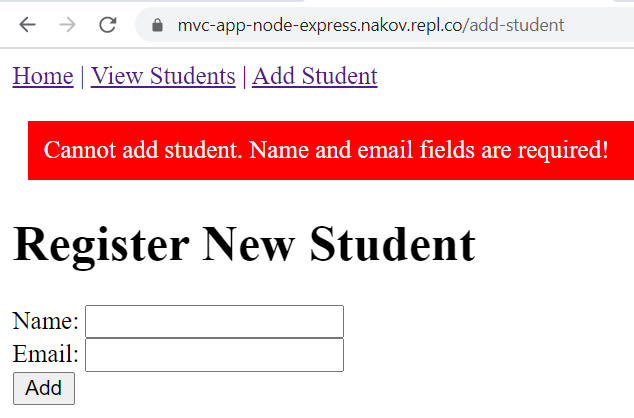 mvc-app-node-express.nakov.repl.co/add-student
Home | View Students | Add Student
Cannot add student. Name and email fields are required!
Register New Student
Name:
Email:
Add